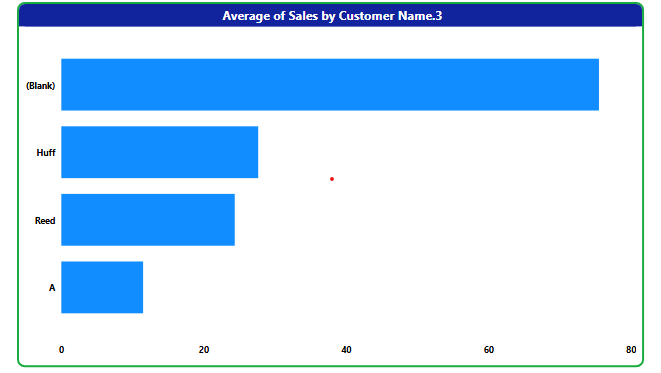 Average of Sales by Customer Name.3
(Blank)
Huff
Reed
A
0 20 40 60 80